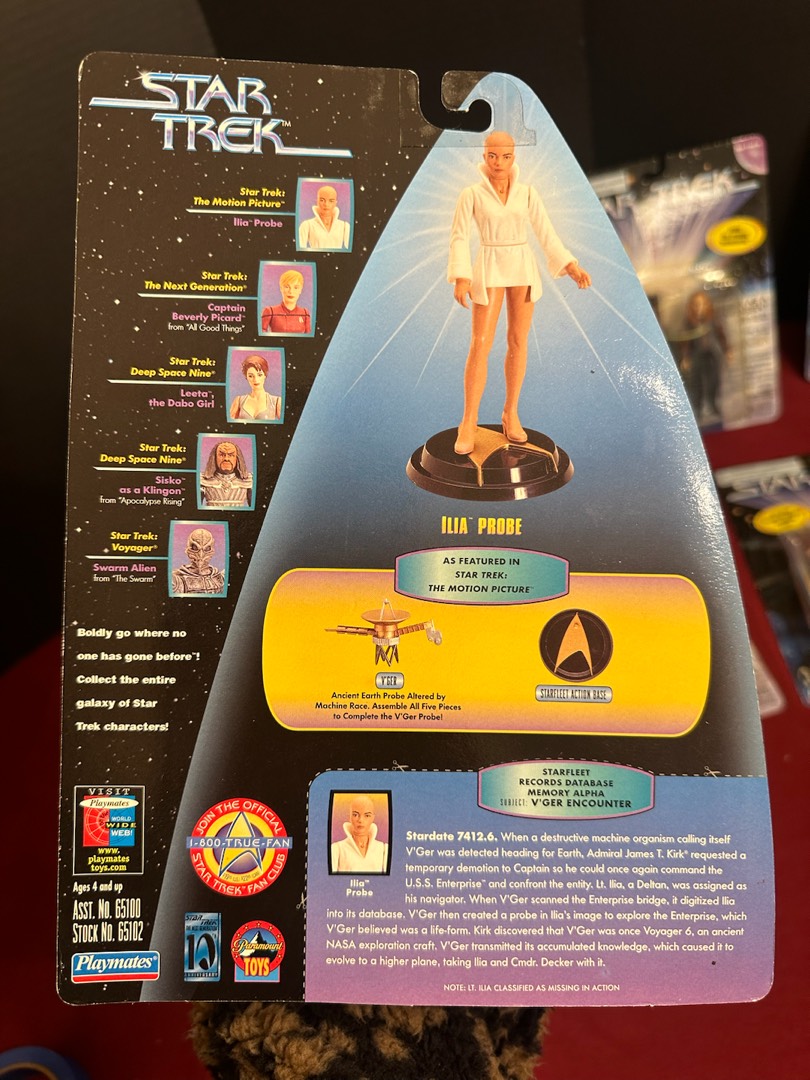 STAR
TREK™
Star Trek:
The Motion Picture™
Ilia™ Probe
Star Trek:
The Next Generation®
Captain
Beverly Picard™
from "All Good Things"
Star Trek:
Deep Space Nine®
Leeta™,
the Dabo Girl
Star Trek:
Deep Space Nine®
Sisko™
as a Klingon™
from "Apocalypse Rising"
Star Trek:
Voyager®
Swarm Alien
from "The Swarm"
Boldly go where no
one has gone before™!
Collect the entire
galaxy of Star
Trek characters!
VISIT
Playmates
WORLD
WIDE
WEB!
www.
playmates
toys.com
Ages 4 and up
ASST. NO. 65100
STOCK NO. 65102
Playmates®
JOIN THE OFFICIAL
1-800-TRUE-FAN
STAR TREK® FAN CLUB
STAR TREK
THE NEXT GENERATION
10
ANNIVERSARY
Paramount
TOYS
ILIA™ PROBE
AS FEATURED IN
STAR TREK:
THE MOTION PICTURE™
V'GER
Ancient Earth Probe Altered by
Machine Race. Assemble All Five Pieces
to Complete the V'Ger Probe!
STARFLEET ACTION BASE
STARFLEET
RECORDS DATABASE
MEMORY ALPHA
SUBJECT: V'GER ENCOUNTER
Ilia™
Probe
Stardate 7412.6. When a destructive machine organism calling itself
V'Ger was detected heading for Earth, Admiral James T. Kirk® requested a
temporary demotion to Captain so he could once again command the
U.S.S. Enterprise™ and confront the entity. Lt. Ilia, a Deltan, was assigned as
his navigator. When V'Ger scanned the Enterprise bridge, it digitized Ilia
into its database. V'Ger then created a probe in Ilia's image to explore the Enterprise, which
V'Ger believed was a life-form. Kirk discovered that V'Ger was once Voyager 6, an ancient
NASA exploration craft. V'Ger transmitted its accumulated knowledge, which caused it to
evolve to a higher plane, taking Ilia and Cmdr. Decker with it.
NOTE: LT. ILIA CLASSIFIED AS MISSING IN ACTION